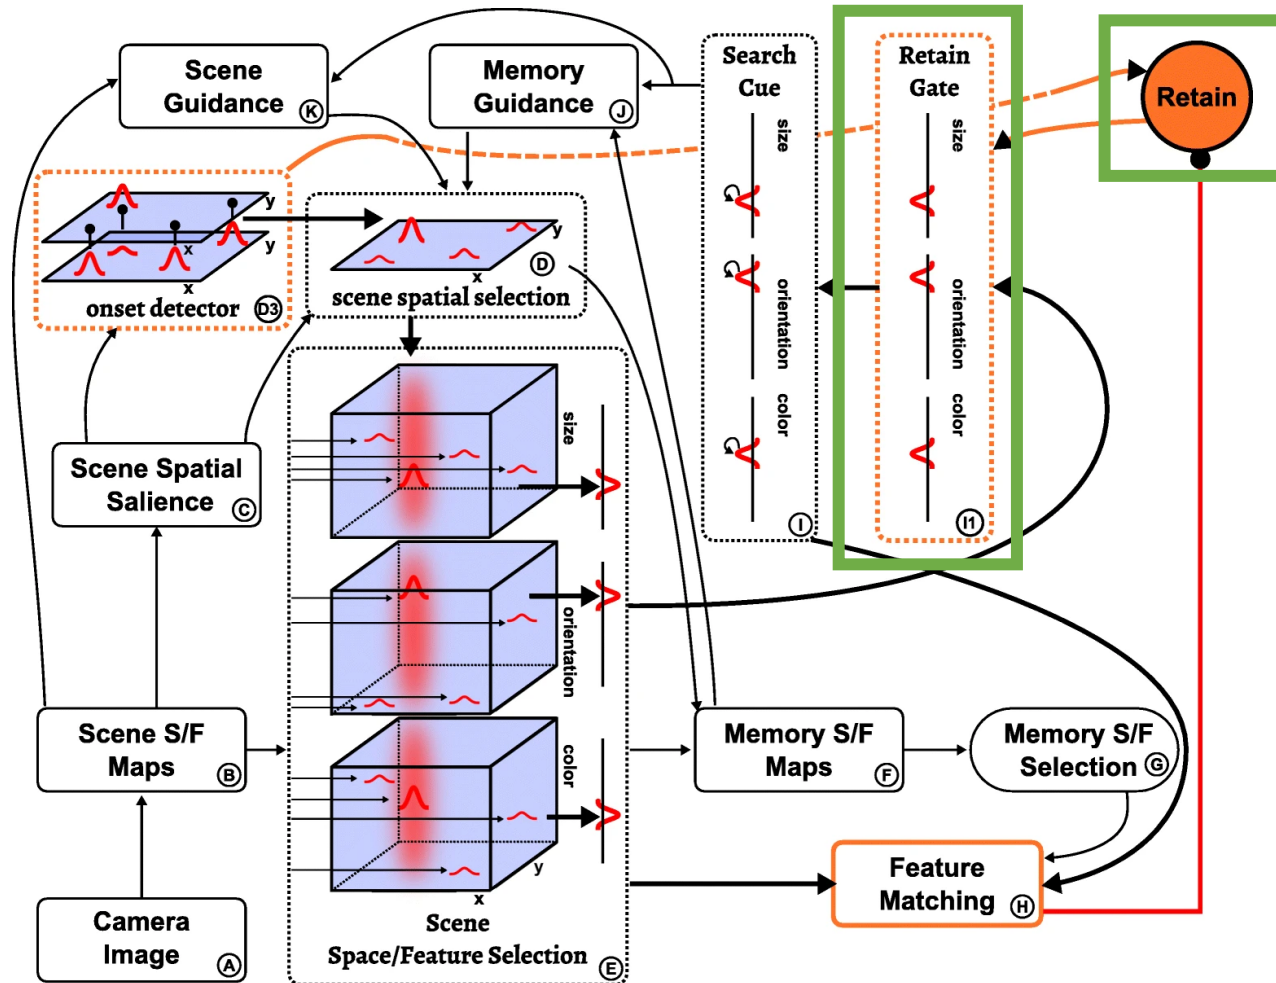 Scene
Guidance
K
Memory
Guidance
J
Search
Cue
size
orientation
color
I
Retain
Gate
size
orientation
color
I1
Retain
y
y
x
x
onset detector
D3
y
x
D
scene spatial selection
Scene Spatial
Salience
C
size
orientation
color
y
x
Scene
Space/Feature Selection
E
Scene S/F
Maps
B
Camera
Image
A
Memory S/F
Maps
F
Memory S/F
Selection
G
Feature
Matching
H